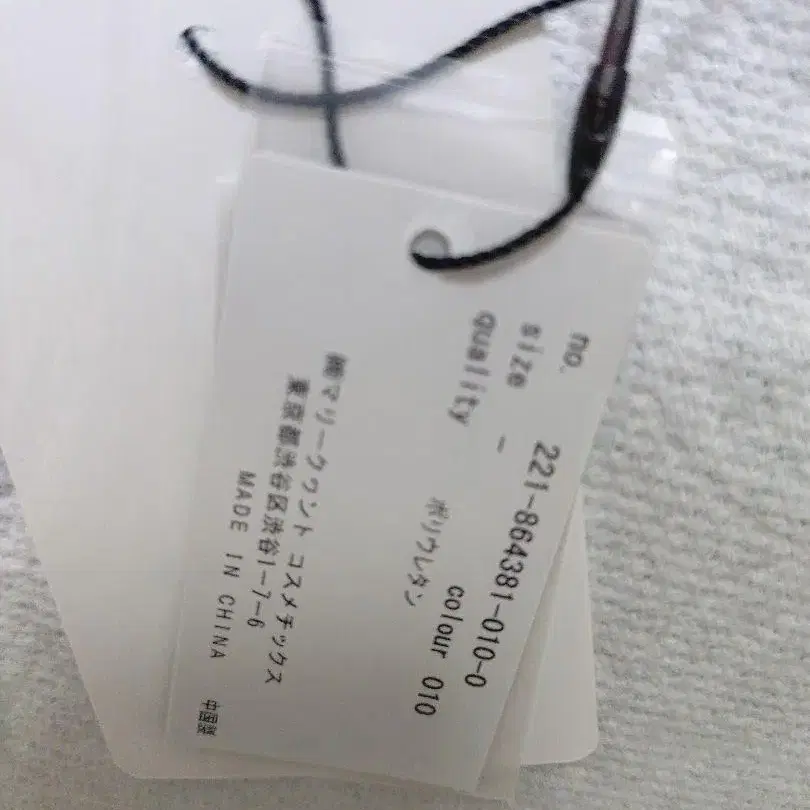 no. 221-864381-010-0
size - colour 010
quality ポリウレタン
㈱マリークヮント コスメチックス
東京都渋谷区渋谷1-7-6
MADE IN CHINA 中国製